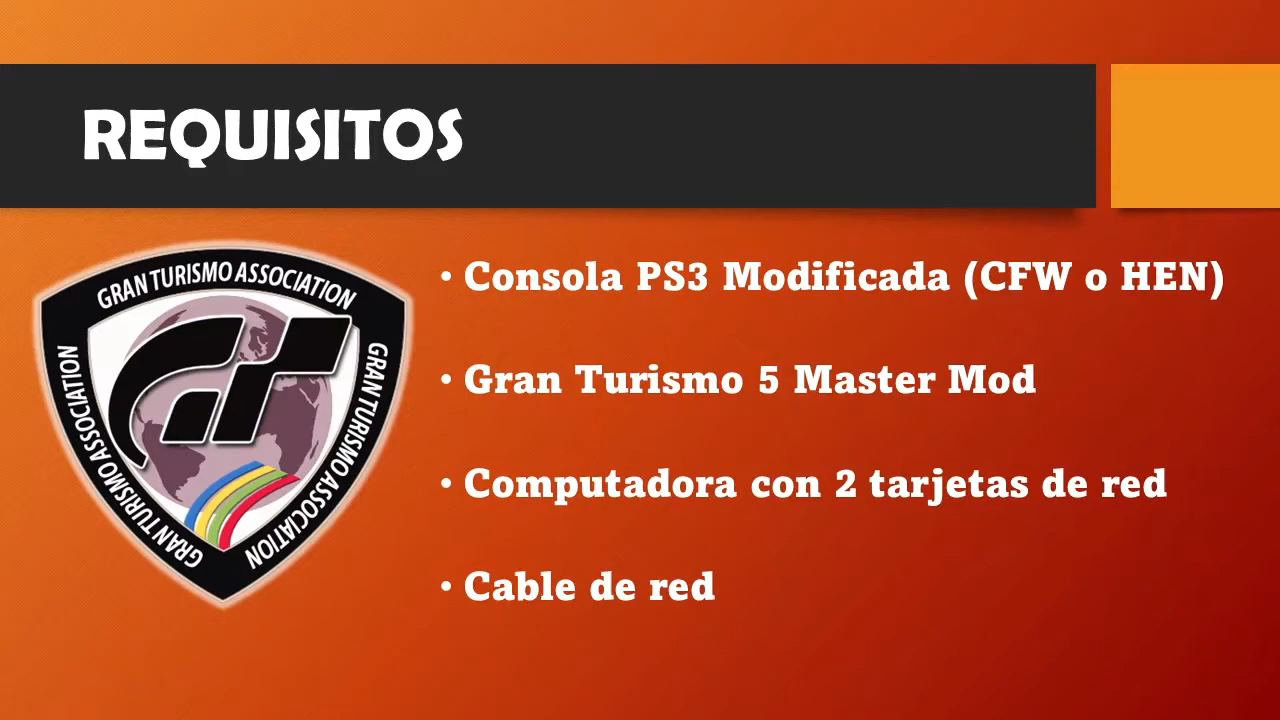 REQUISITOS
GRAN TURISMO ASSOCIATION
GRAN TURISMO ASSOCIATION
GRAN TURISMO ASSOCIATION
• Consola PS3 Modificada (CFW o HEN)
• Gran Turismo 5 Master Mod
• Computadora con 2 tarjetas de red
• Cable de red